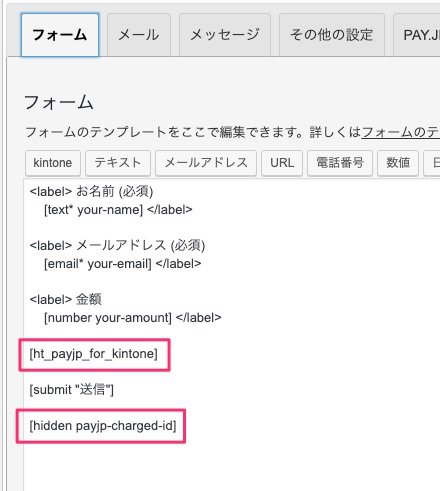 フォーム メール メッセージ その他の設定 PAY.J
フォーム
フォームのテンプレートをここで編集できます。詳しくはフォームのテ
kintone テキスト メールアドレス URL 電話番号 数値
<label> お名前 (必須)
[text* your-name] </label>
<label> メールアドレス (必須)
[email* your-email] </label>
<label> 金額
[number your-amount] </label>
[ht_payjp_for_kintone]
[submit "送信"]
[hidden payjp-charged-id]